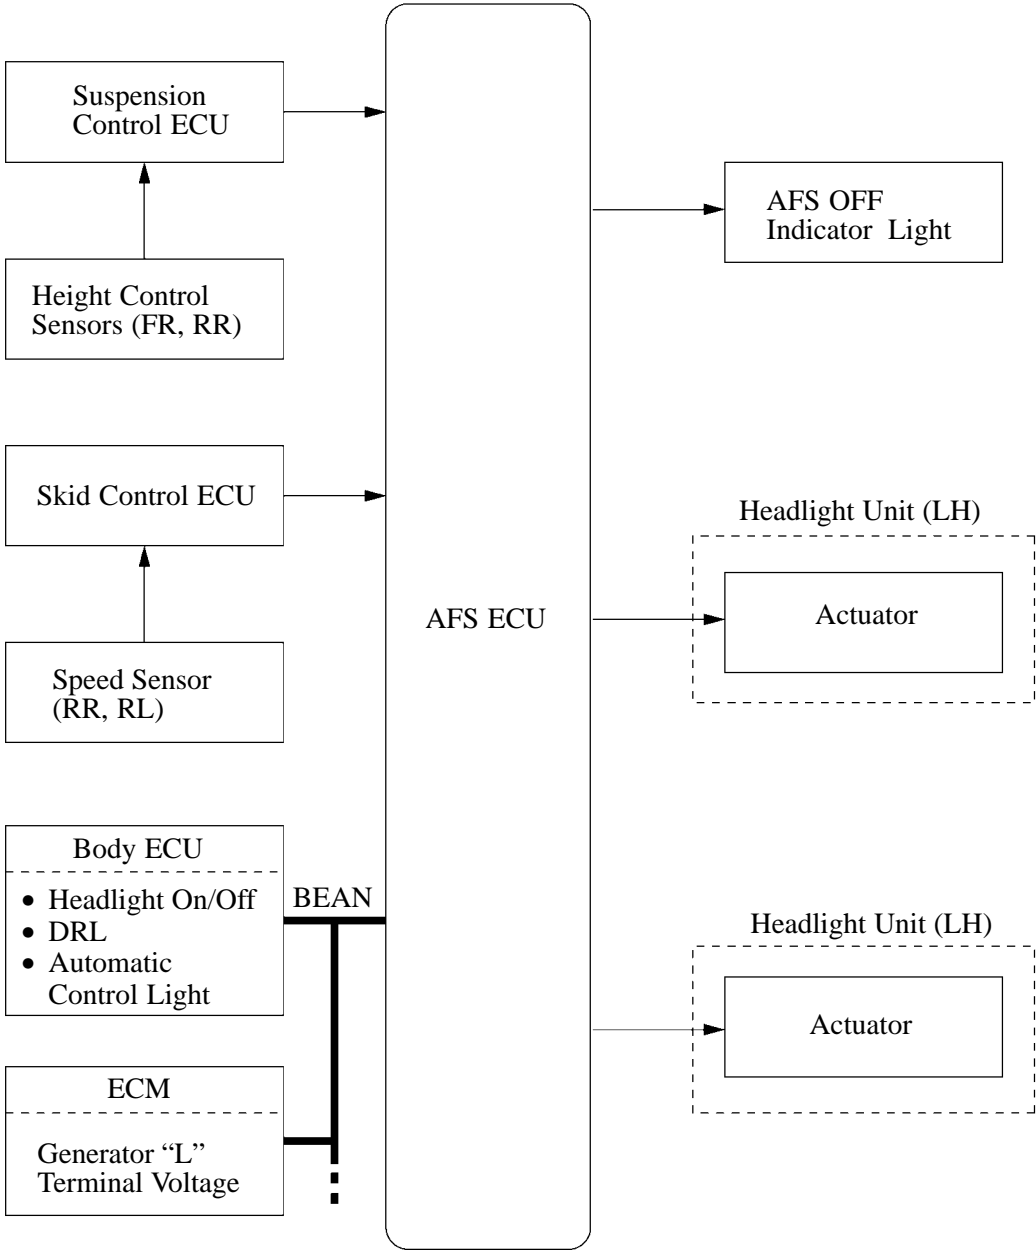 Suspension
Control ECU
Height Control
Sensors (FR, RR)
Skid Control ECU
Speed Sensor
(RR, RL)
Body ECU
• Headlight On/Off
• DRL
• Automatic
Control Light
BEAN
ECM
Generator “L”
Terminal Voltage
AFS ECU
AFS OFF
Indicator Light
Headlight Unit (LH)
Actuator
Headlight Unit (LH)
Actuator